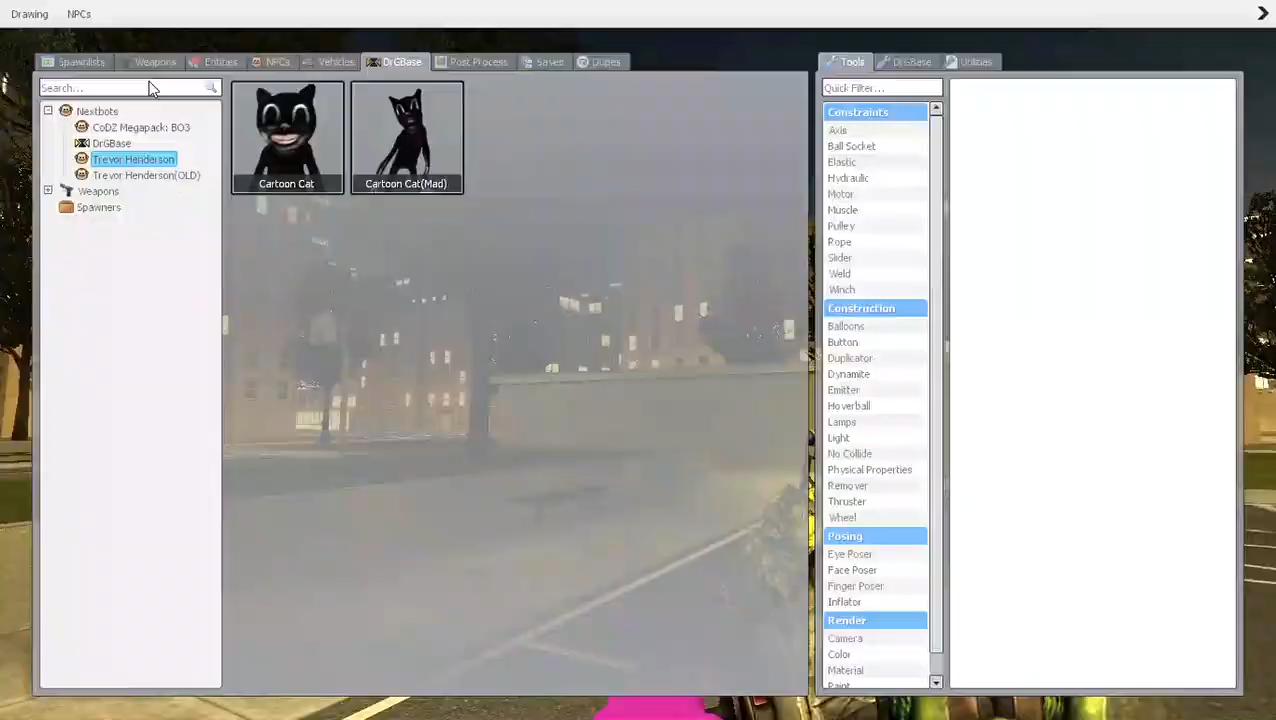 Drawing NPCs
Spawnlists Weapons Entities NPCs Vehicles DrGBase Post Process Saves Dupes
Tools DrGBase Utilities
Search...
Nextbots
CoDZ Megapack: BO3
DrGBase
Trevor Henderson
Trevor Henderson(OLD)
Weapons
Spawners
Cartoon Cat
Cartoon Cat(Mad)
Quick Filter...
Constraints
Axis
Ball Socket
Elastic
Hydraulic
Motor
Muscle
Pulley
Rope
Slider
Weld
Winch
Construction
Balloons
Button
Duplicator
Dynamite
Emitter
Hoverball
Lamps
Light
No Collide
Physical Properties
Remover
Thruster
Wheel
Posing
Eye Poser
Face Poser
Finger Poser
Inflator
Render
Camera
Color
Material
Paint